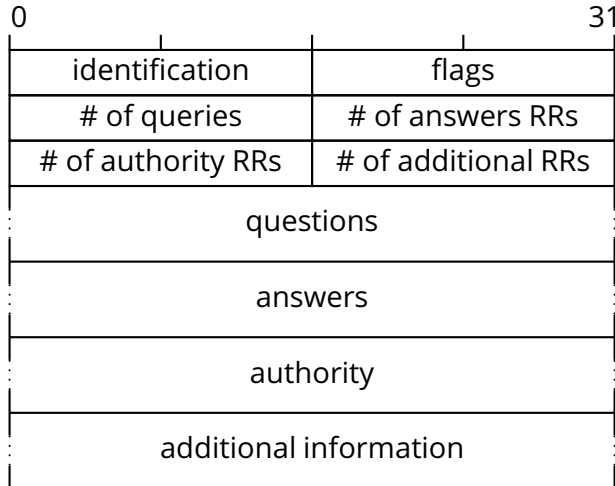 0 31
identification flags
# of queries # of answers RRs
# of authority RRs # of additional RRs
questions
answers
authority
additional information